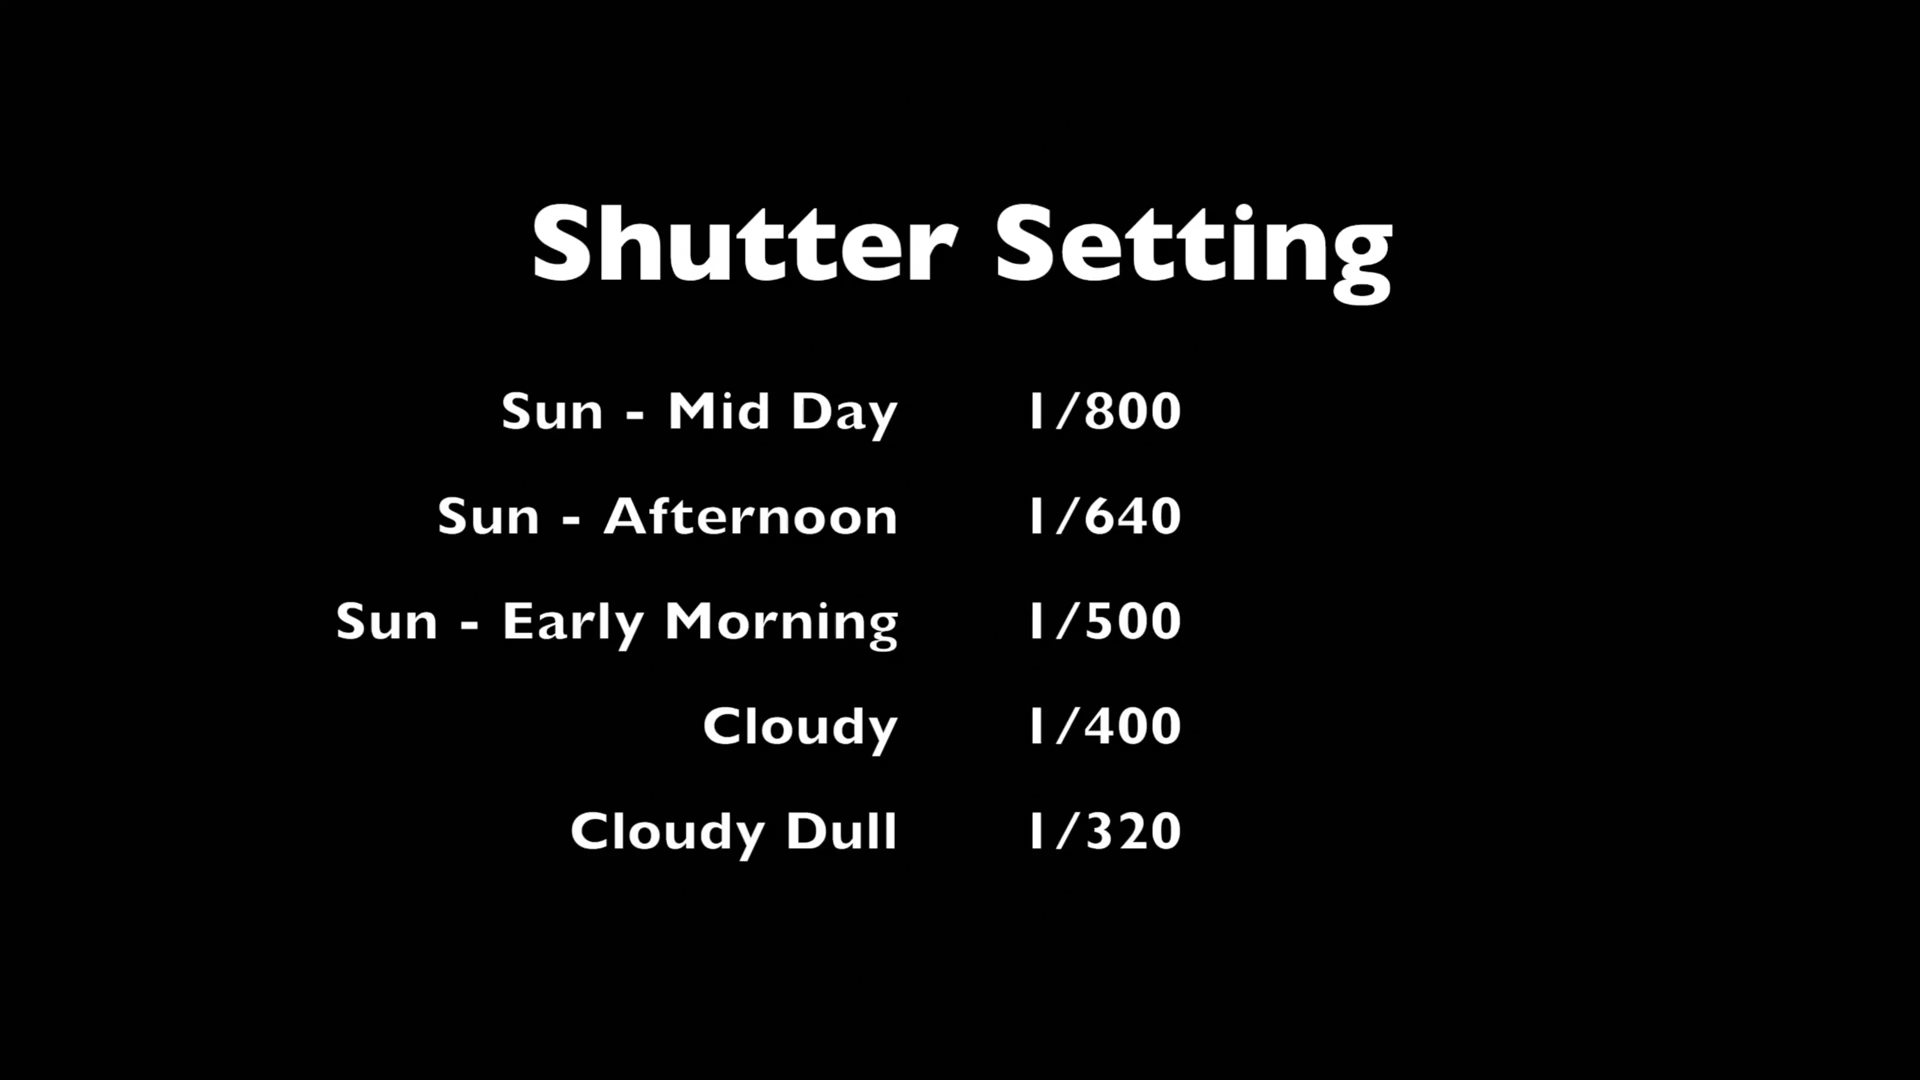 Shutter Setting
Sun - Mid Day 1/800
Sun - Afternoon 1/640
Sun - Early Morning 1/500
Cloudy 1/400
Cloudy Dull 1/320